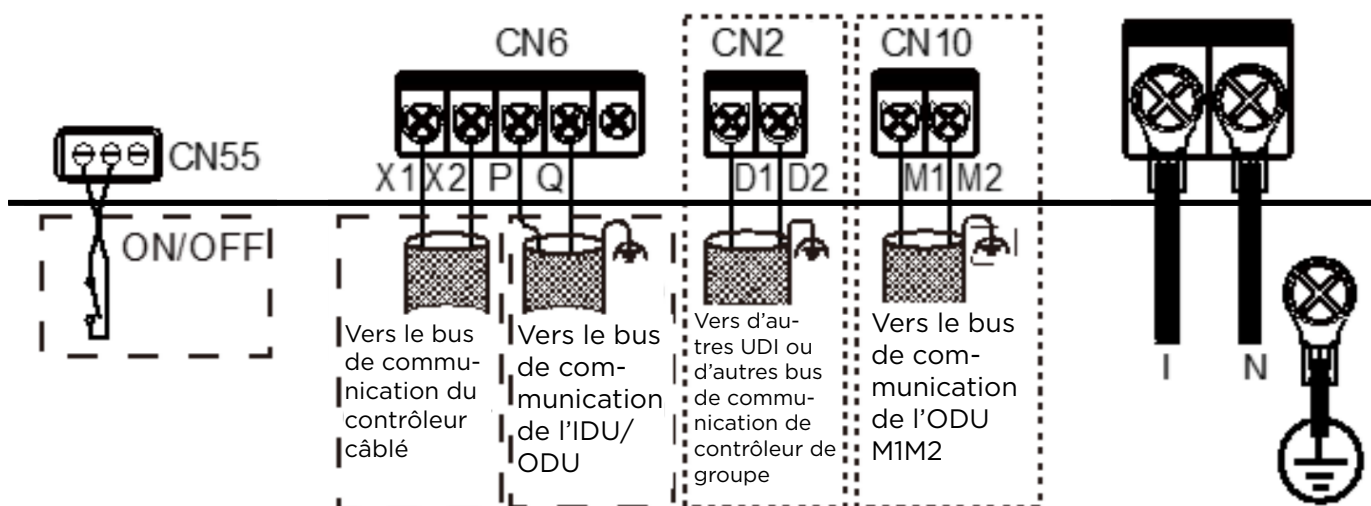 CN6
CN2
CN10
CN55
X1 X2 P Q
D1 D2
M1 M2
ON/OFF
Vers le bus
de commu-
nication du
contrôleur
câblé
Vers le bus
de com-
munication
de l'IDU/
ODU
Vers d'au-
tres UDI ou
d'autres bus
de commu-
nication de
contrôleur de
groupe
Vers le bus
de com-
munication
de l'ODU
M1M2
I N